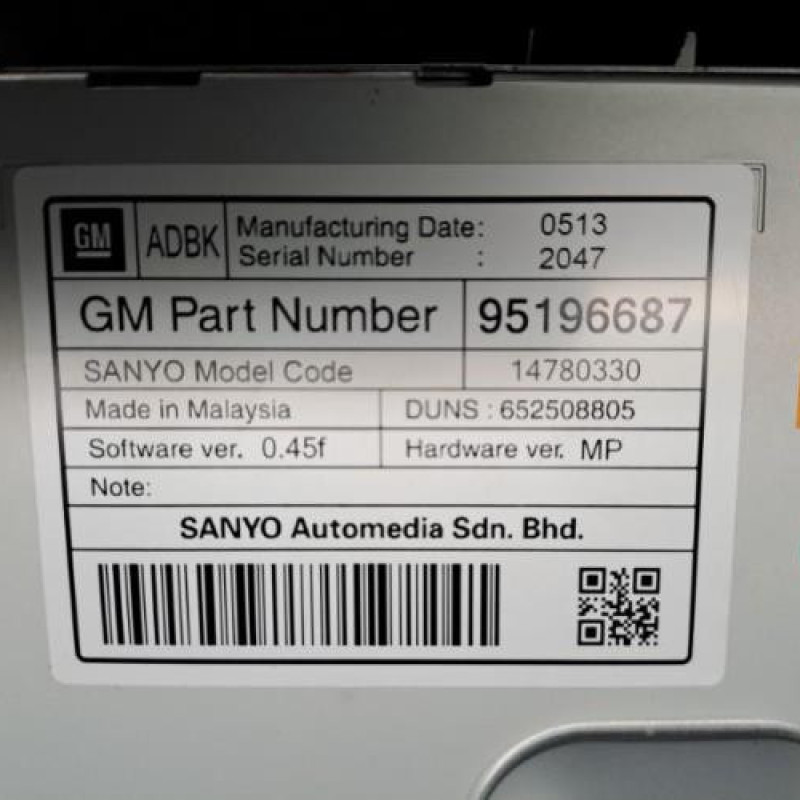 GM ADBK Manufacturing Date: 0513
Serial Number : 2047
GM Part Number 95196687
SANYO Model Code 14780330
Made in Malaysia DUNS : 652508805
Software ver. 0.45f Hardware ver. MP
Note:
SANYO Automedia Sdn. Bhd.